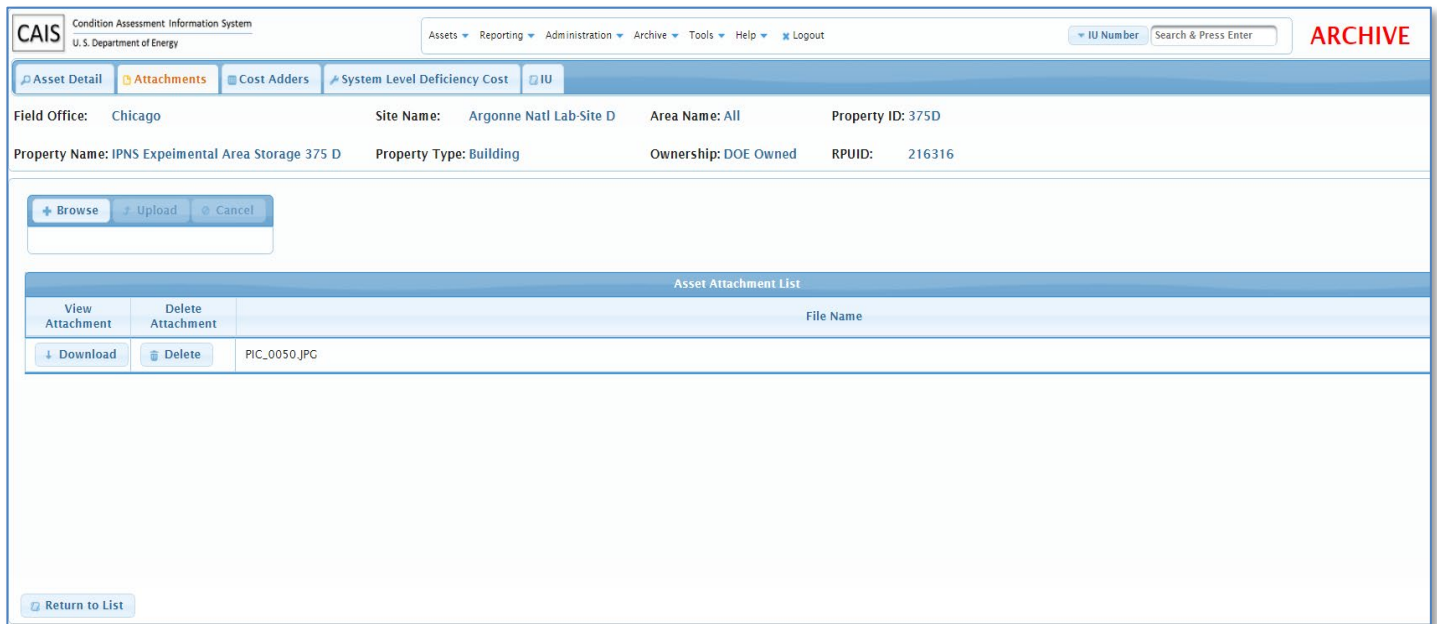 CAIS Condition Assessment Information System
U. S. Department of Energy
Assets Reporting Administration Archive Tools Help Logout
IU Number Search & Press Enter ARCHIVE
Asset Detail Attachments Cost Adders System Level Deficiency Cost IU
Field Office: Chicago Site Name: Argonne Natl Lab-Site D Area Name: All Property ID: 375D
Property Name: IPNS Expeimental Area Storage 375 D Property Type: Building Ownership: DOE Owned RPUID: 216316
Browse Upload Cancel
Asset Attachment List
View Attachment Delete Attachment File Name
Download Delete PIC_0050.JPG
Return to List